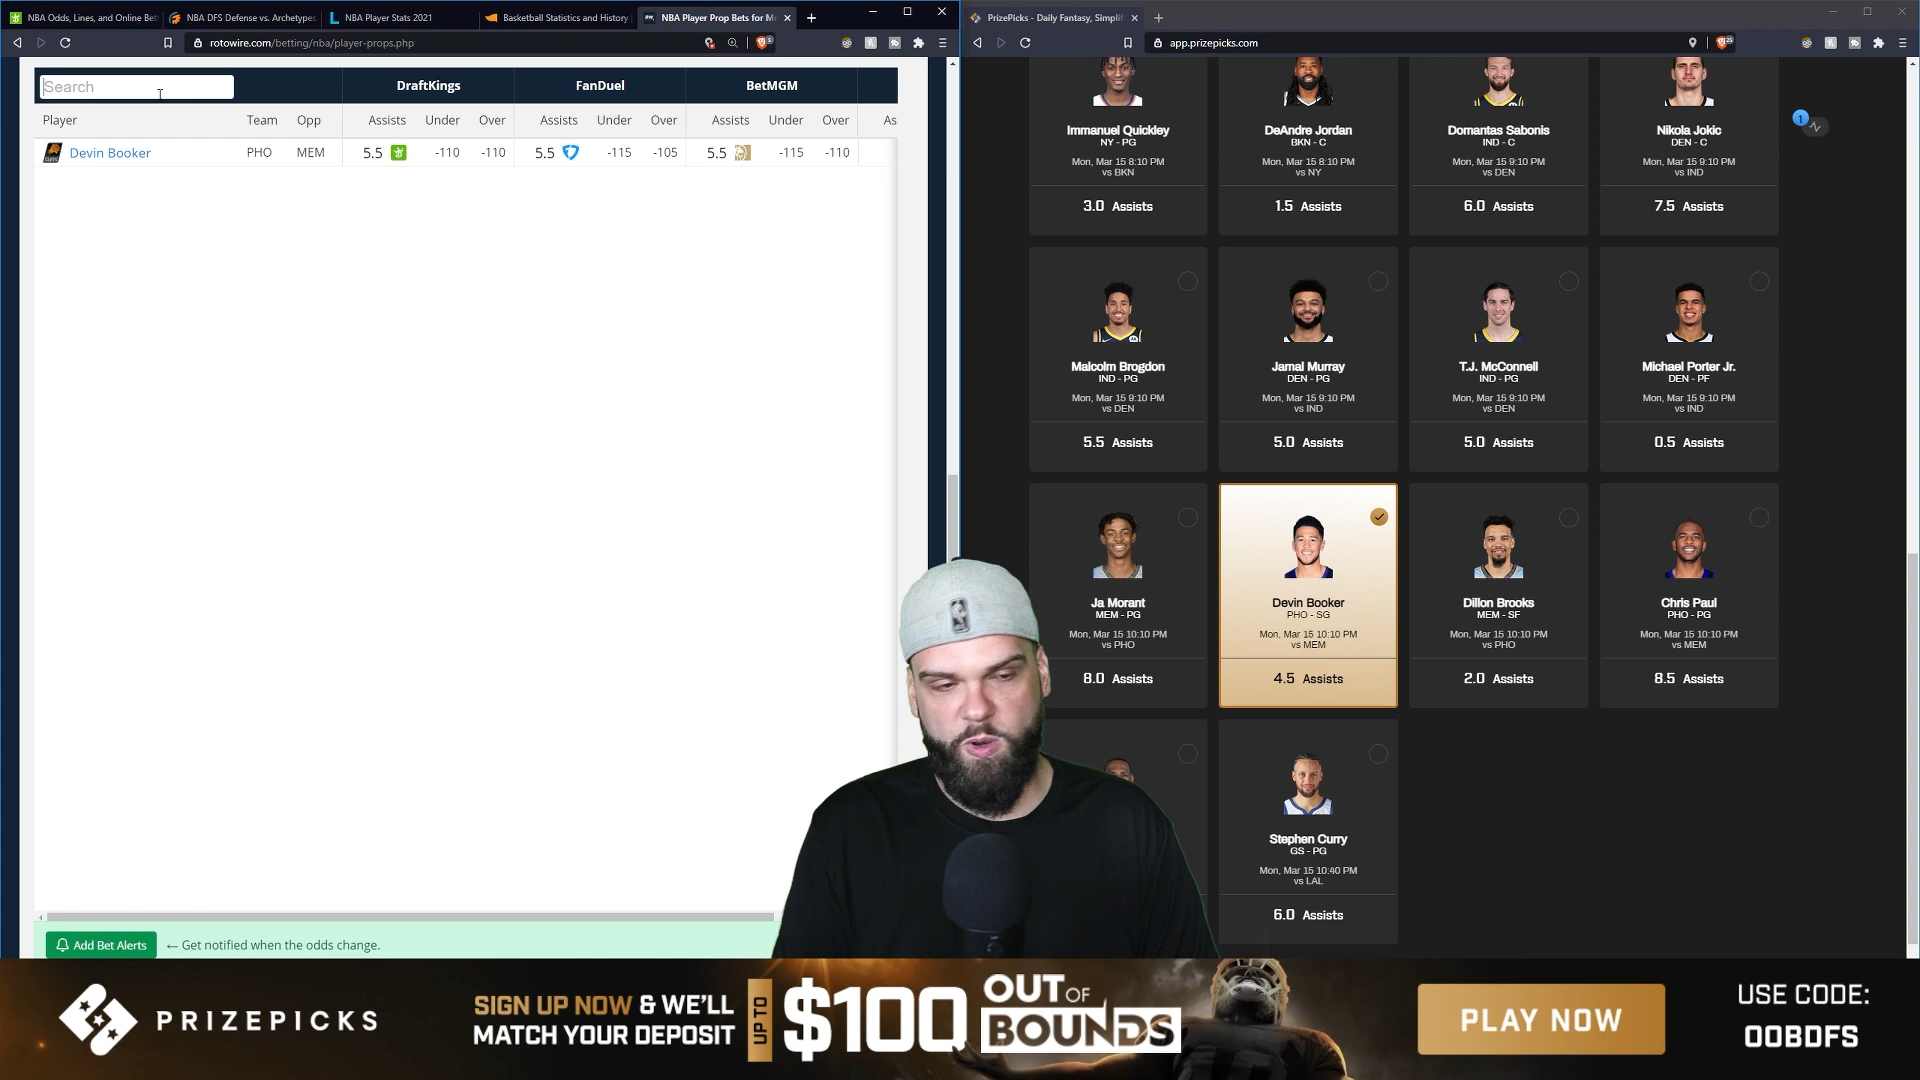 NBA Odds, Lines, and Online Bet
NBA DFS Defense vs. Archetypes
NBA Player Stats 2021
Basketball Statistics and History
NBA Player Prop Bets for Mo
rotowire.com/betting/nba/player-props.php
Search
DraftKings FanDuel BetMGM
Player Team Opp Assists Under Over Assists Under Over Assists Under Over As
Devin Booker PHO MEM 5.5 -110 -110 5.5 -115 -105 5.5 -115 -110
Add Bet Alerts ← Get notified when the odds change.
PrizePicks - Daily Fantasy, Simplif
app.prizepicks.com
1
Immanuel Quickley
NY - PG
Mon, Mar 15 8:10 PM
vs BKN
3.0 Assists
DeAndre Jordan
BKN - C
Mon, Mar 15 8:10 PM
vs NY
1.5 Assists
Domantas Sabonis
IND - C
Mon, Mar 15 9:10 PM
vs DEN
6.0 Assists
Nikola Jokic
DEN - C
Mon, Mar 15 9:10 PM
vs IND
7.5 Assists
Malcolm Brogdon
IND - PG
Mon, Mar 15 9:10 PM
vs DEN
5.5 Assists
Jamal Murray
DEN - PG
Mon, Mar 15 9:10 PM
vs IND
5.0 Assists
T.J. McConnell
IND - PG
Mon, Mar 15 9:10 PM
vs DEN
5.0 Assists
Michael Porter Jr.
DEN - PF
Mon, Mar 15 9:10 PM
vs IND
0.5 Assists
Ja Morant
MEM - PG
Mon, Mar 15 10:10 PM
vs PHO
8.0 Assists
Devin Booker
PHO - SG
Mon, Mar 15 10:10 PM
vs MEM
4.5 Assists
Dillon Brooks
MEM - SF
Mon, Mar 15 10:10 PM
vs PHO
2.0 Assists
Chris Paul
PHO - PG
Mon, Mar 15 10:10 PM
vs MEM
8.5 Assists
Stephen Curry
GS - PG
Mon, Mar 15 10:40 PM
vs LAL
6.0 Assists
PRIZEPICKS
SIGN UP NOW & WE'LL
MATCH YOUR DEPOSIT
UP TO
$100
OUT OF
BOUNDS
PLAY NOW
USE CODE:
OOBDFS